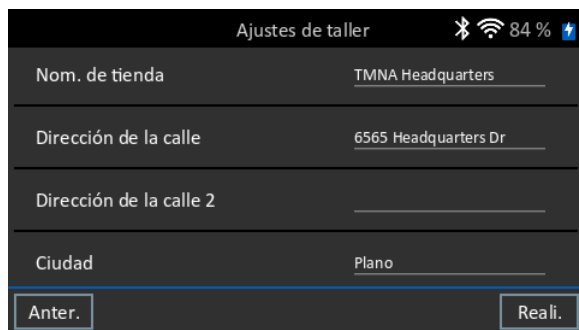 Ajustes de taller 84 %
Nom. de tienda TMNA Headquarters
Dirección de la calle 6565 Headquarters Dr
Dirección de la calle 2
Ciudad Plano
Anter. Reali.